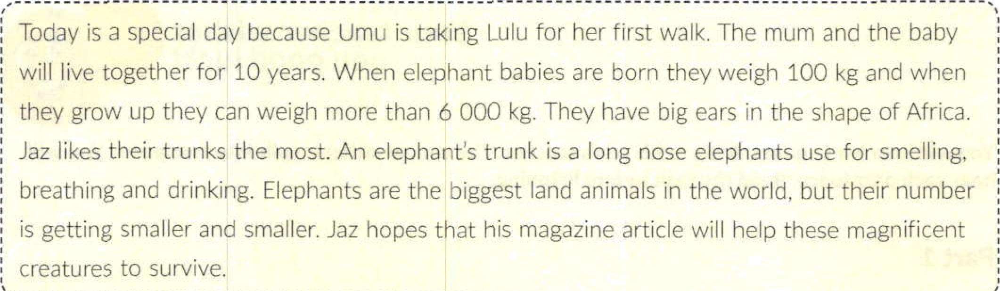 Today is a special day because Umu is taking Lulu for her first walk. The mum and the baby
will live together for 10 years. When elephant babies are born they weigh 100 kg and when
they grow up they can weigh more than 6 000 kg. They have big ears in the shape of Africa.
Jaz likes their trunks the most. An elephant's trunk is a long nose elephants use for smelling,
breathing and drinking. Elephants are the biggest land animals in the world, but their number
is getting smaller and smaller. Jaz hopes that his magazine article will help these magnificent
creatures to survive.